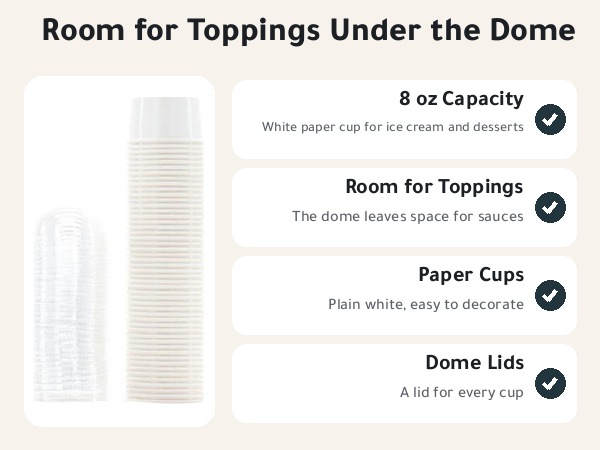 Room for Toppings Under the Dome
8 oz Capacity
White paper cup for ice cream and desserts
Room for Toppings
The dome leaves space for sauces
Paper Cups
Plain white, easy to decorate
Dome Lids
A lid for every cup